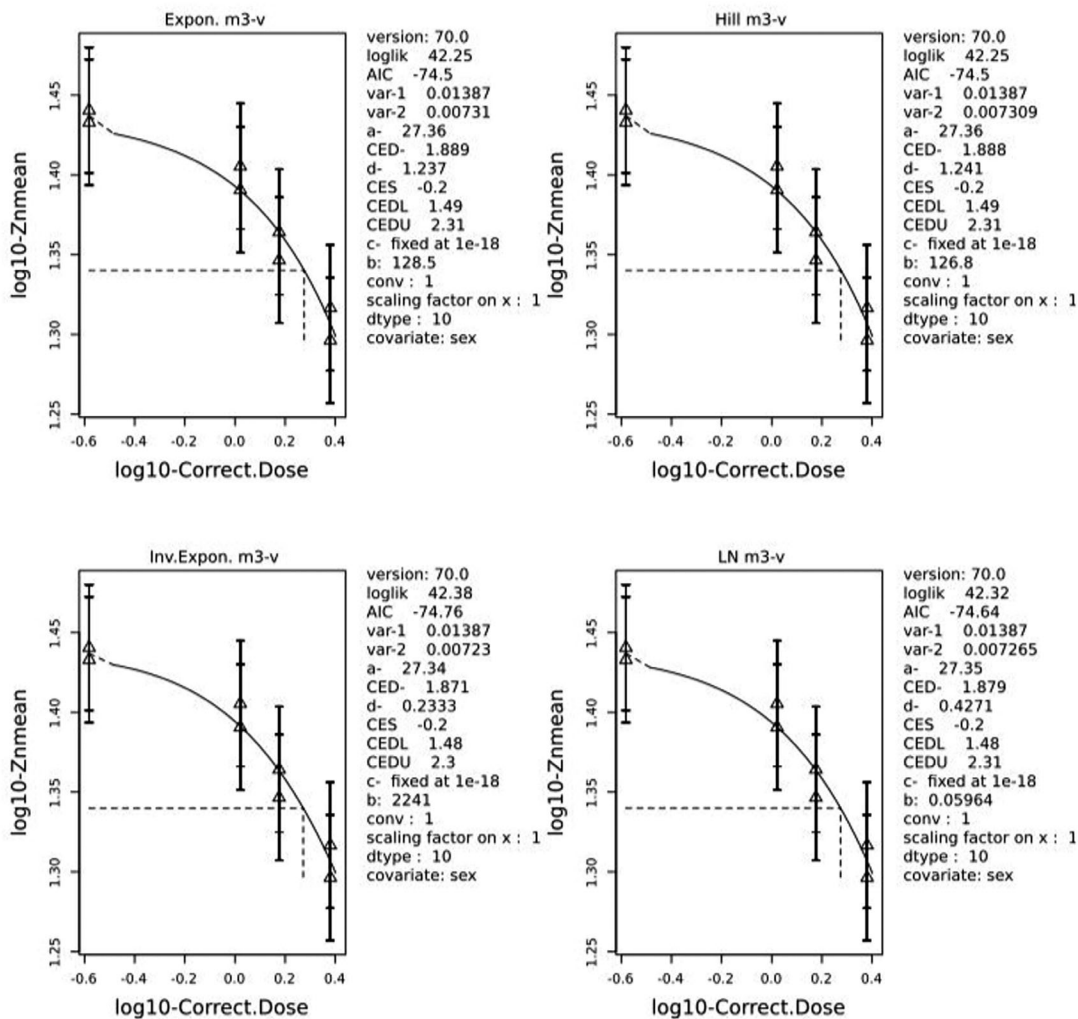 Expon. m3-v
log10-Znmean
1.45
1.40
1.35
1.30
1.25
-0.6 -0.4 -0.2 0.0 0.2 0.4
log10-Correct.Dose
version: 70.0
loglik 42.25
AIC -74.5
var-1 0.01387
var-2 0.00731
a- 27.36
CED- 1.889
d- 1.237
CES -0.2
CEDL 1.49
CEDU 2.31
c- fixed at 1e-18
b: 128.5
conv : 1
scaling factor on x : 1
dtype : 10
covariate: sex
Hill m3-v
log10-Znmean
1.45
1.40
1.35
1.30
1.25
-0.6 -0.4 -0.2 0.0 0.2 0.4
log10-Correct.Dose
version: 70.0
loglik 42.25
AIC -74.5
var-1 0.01387
var-2 0.007309
a- 27.36
CED- 1.888
d- 1.241
CES -0.2
CEDL 1.49
CEDU 2.31
c- fixed at 1e-18
b: 126.8
conv : 1
scaling factor on x : 1
dtype : 10
covariate: sex
Inv.Expon. m3-v
log10-Znmean
1.45
1.40
1.35
1.30
1.25
-0.6 -0.4 -0.2 0.0 0.2 0.4
log10-Correct.Dose
version: 70.0
loglik 42.38
AIC -74.76
var-1 0.01387
var-2 0.00723
a- 27.34
CED- 1.871
d- 0.2333
CES -0.2
CEDL 1.48
CEDU 2.3
c- fixed at 1e-18
b: 2241
conv : 1
scaling factor on x : 1
dtype : 10
covariate: sex
LN m3-v
log10-Znmean
1.45
1.40
1.35
1.30
1.25
-0.6 -0.4 -0.2 0.0 0.2 0.4
log10-Correct.Dose
version: 70.0
loglik 42.32
AIC -74.64
var-1 0.01387
var-2 0.007265
a- 27.35
CED- 1.879
d- 0.4271
CES -0.2
CEDL 1.48
CEDU 2.31
c- fixed at 1e-18
b: 0.05964
conv : 1
scaling factor on x : 1
dtype : 10
covariate: sex